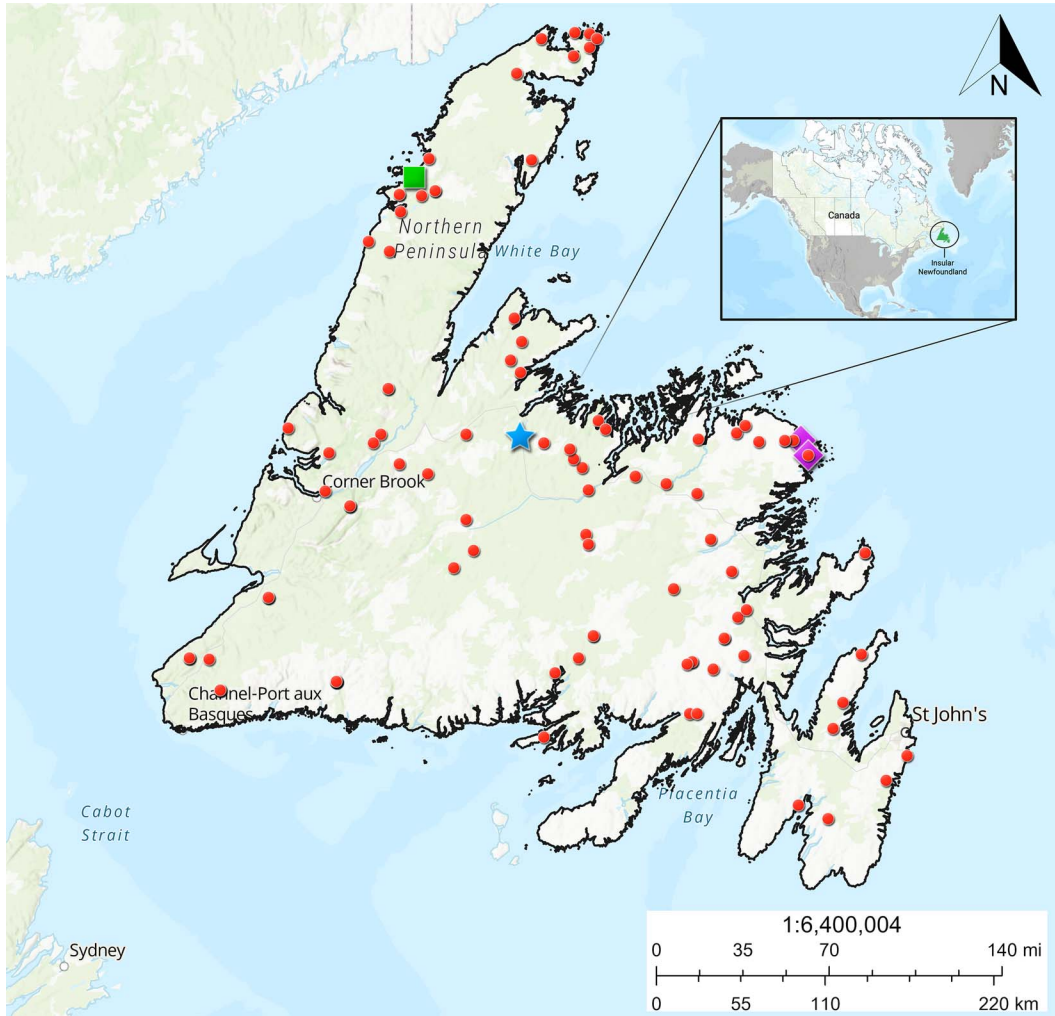 N
Canada
Insular
Newfoundland
Northern
Peninsula
White Bay
Corner Brook
Channel-Port aux
Basques
St John's
Placentia
Bay
Cabot
Strait
Sydney
1:6,400,004
0 35 70 140 mi
0 55 110 220 km